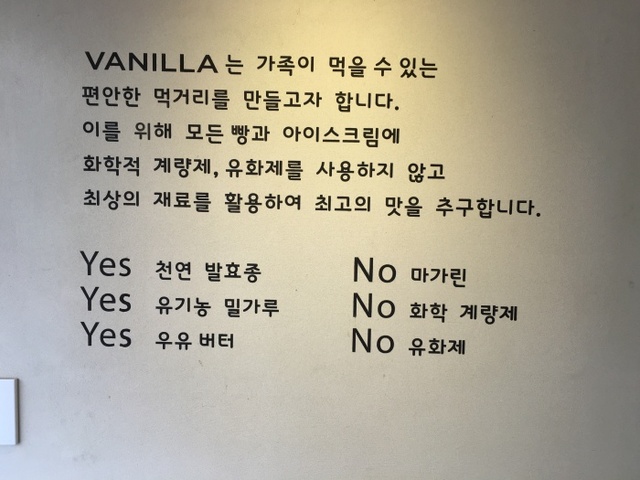 VANILLA는 가족이 먹을 수 있는
편안한 먹거리를 만들고자 합니다.
이를 위해 모든 빵과 아이스크림에
화학적 계량제, 유화제를 사용하지 않고
최상의 재료를 활용하여 최고의 맛을 추구합니다.
Yes 천연 발효종 No 마가린
Yes 유기농 밀가루 No 화학 계량제
Yes 우유 버터 No 유화제